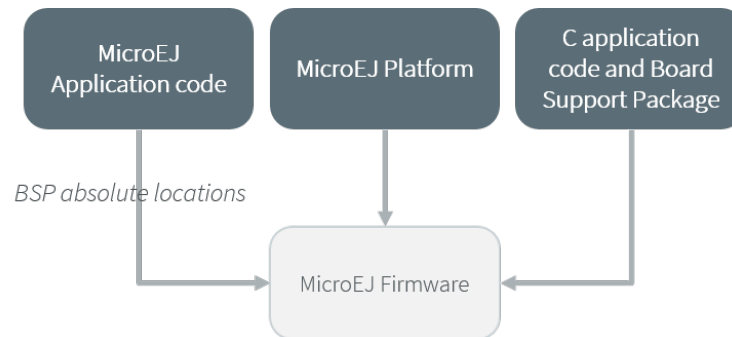 MicroEJ
Application code
MicroEJ Platform
C application
code and Board
Support Package
BSP absolute locations
MicroEJ Firmware